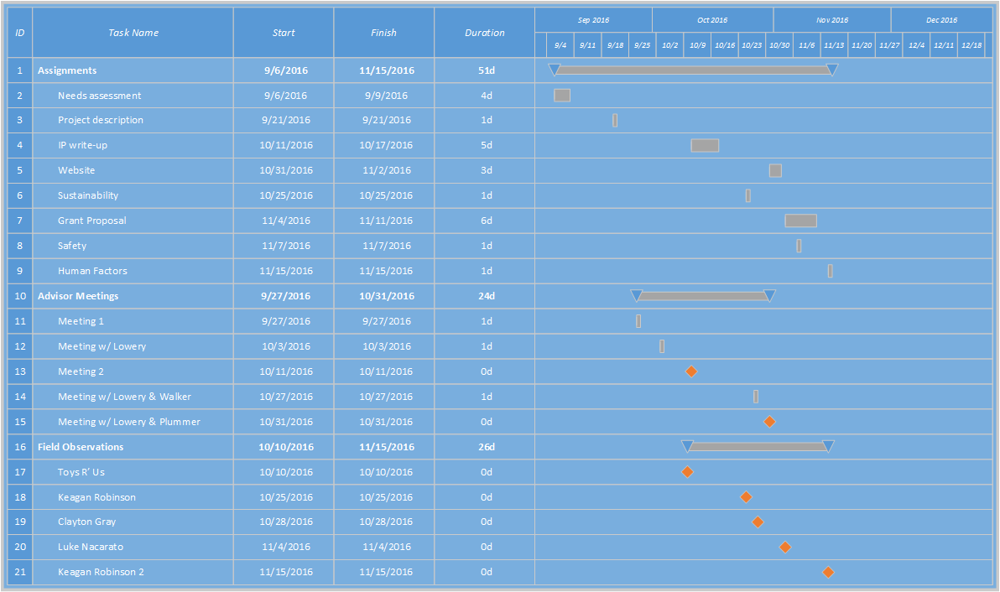 ID Task Name Start Finish Duration Sep 2016 Oct 2016 Nov 2016 Dec 2016
9/4 9/11 9/18 9/25 10/2 10/9 10/16 10/23 10/30 11/6 11/13 11/20 11/27 12/4 12/11 12/18
1 Assignments 9/6/2016 11/15/2016 51d
2 Needs assessment 9/6/2016 9/9/2016 4d
3 Project description 9/21/2016 9/21/2016 1d
4 IP write-up 10/11/2016 10/17/2016 5d
5 Website 10/31/2016 11/2/2016 3d
6 Sustainability 10/25/2016 10/25/2016 1d
7 Grant Proposal 11/4/2016 11/11/2016 6d
8 Safety 11/7/2016 11/7/2016 1d
9 Human Factors 11/15/2016 11/15/2016 1d
10 Advisor Meetings 9/27/2016 10/31/2016 24d
11 Meeting 1 9/27/2016 9/27/2016 1d
12 Meeting w/ Lowery 10/3/2016 10/3/2016 1d
13 Meeting 2 10/11/2016 10/11/2016 0d
14 Meeting w/ Lowery & Walker 10/27/2016 10/27/2016 1d
15 Meeting w/ Lowery & Plummer 10/31/2016 10/31/2016 0d
16 Field Observations 10/10/2016 11/15/2016 26d
17 Toys R’ Us 10/10/2016 10/10/2016 0d
18 Keagan Robinson 10/25/2016 10/25/2016 0d
19 Clayton Gray 10/28/2016 10/28/2016 0d
20 Luke Nacarato 11/4/2016 11/4/2016 0d
21 Keagan Robinson 2 11/15/2016 11/15/2016 0d